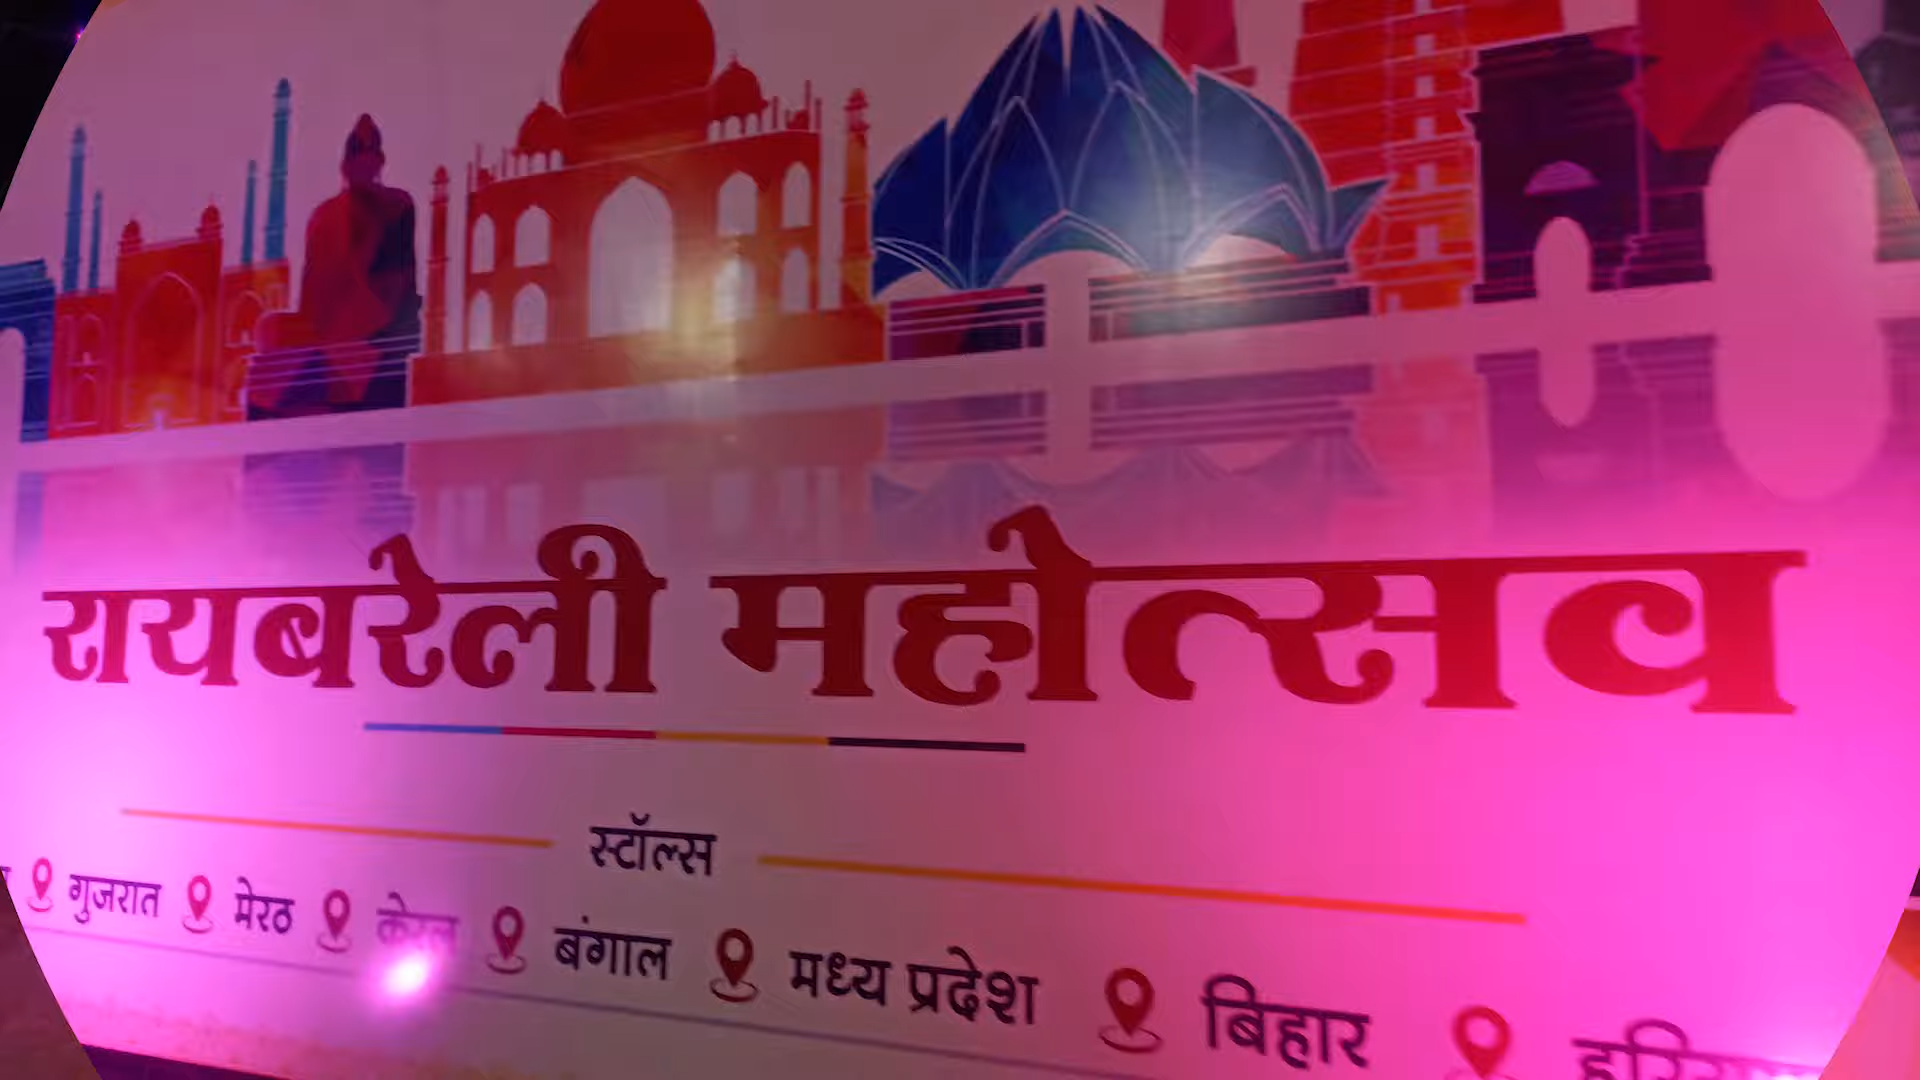 रायबरेली महोत्सव
स्टॉल्स
गुजरात मेरठ केरल बंगाल मध्य प्रदेश बिहार